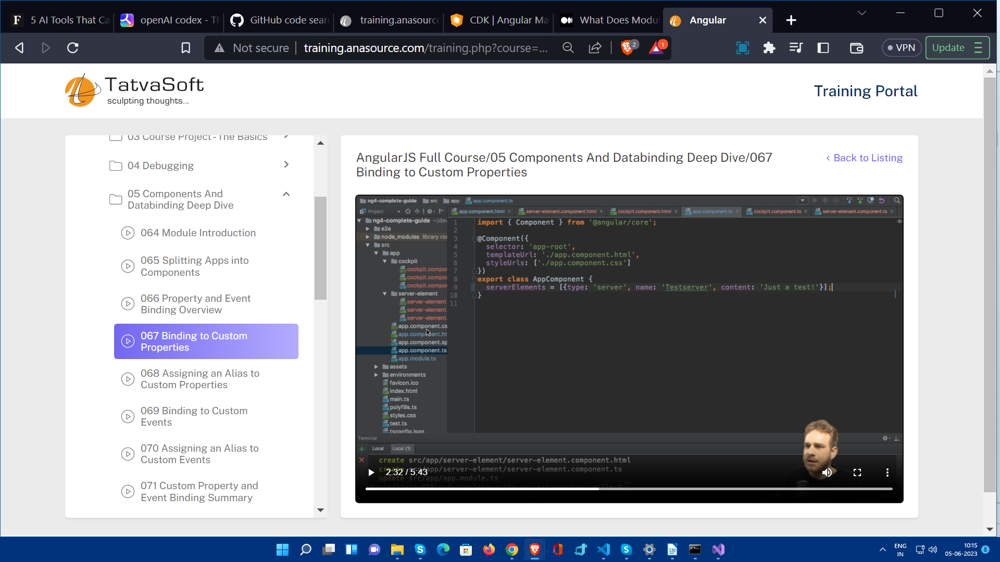 5 AI Tools That Ca
openAI codex - Th
GitHub code sear
training.anasource
CDK | Angular Ma
What Does Modul
Angular
Not secure
training.anasource.com/training.php?course=...
2
1
VPN
Update
TatvaSoft
sculpting thoughts...
Training Portal
03 Course Project - The Basics
04 Debugging
05 Components And
Databinding Deep Dive
064 Module Introduction
065 Splitting Apps into
Components
066 Property and Event
Binding Overview
067 Binding to Custom
Properties
068 Assigning an Alias to
Custom Properties
069 Binding to Custom
Events
070 Assigning an Alias to
Custom Events
071 Custom Property and
Event Binding Summary
AngularJS Full Course/05 Components And Databinding Deep Dive/067
Binding to Custom Properties
‹ Back to Listing
ng4-complete-guide src app app.component.ts
Project
app.component.html server-element.component.html cockpit.component.html app.component.ts cockpit.component.ts server-element.component.ts
ng4-complete-guide ~/dev
e2e
node_modules library roo
src
app
cockpit
cockpit.compo
cockpit.compo
cockpit.compo
server-element
server-element.
server-element.
server-element.
app.component.cs
app.component.ht
app.component.sp
app.component.ts
app.module.ts
assets
environments
favicon.ico
index.html
main.ts
polyfills.ts
styles.css
test.ts
tsconfig.json
1 import { Component } from '@angular/core';
2
3 @Component({
4 selector: 'app-root',
5 templateUrl: './app.component.html',
6 styleUrls: ['./app.component.css']
7 })
8 export class AppComponent {
9 serverElements = [{type: 'server', name: 'Testserver', content: 'Just a test!'}];
10 }
11
Terminal
Local Local (1)
create src/app/server-element/server-element.component.html
create src/app/server-element/server-element.component.ts
update src/app/app.module.ts
2:32 / 5:43
ENG
IN
10:15
05-06-2023
8